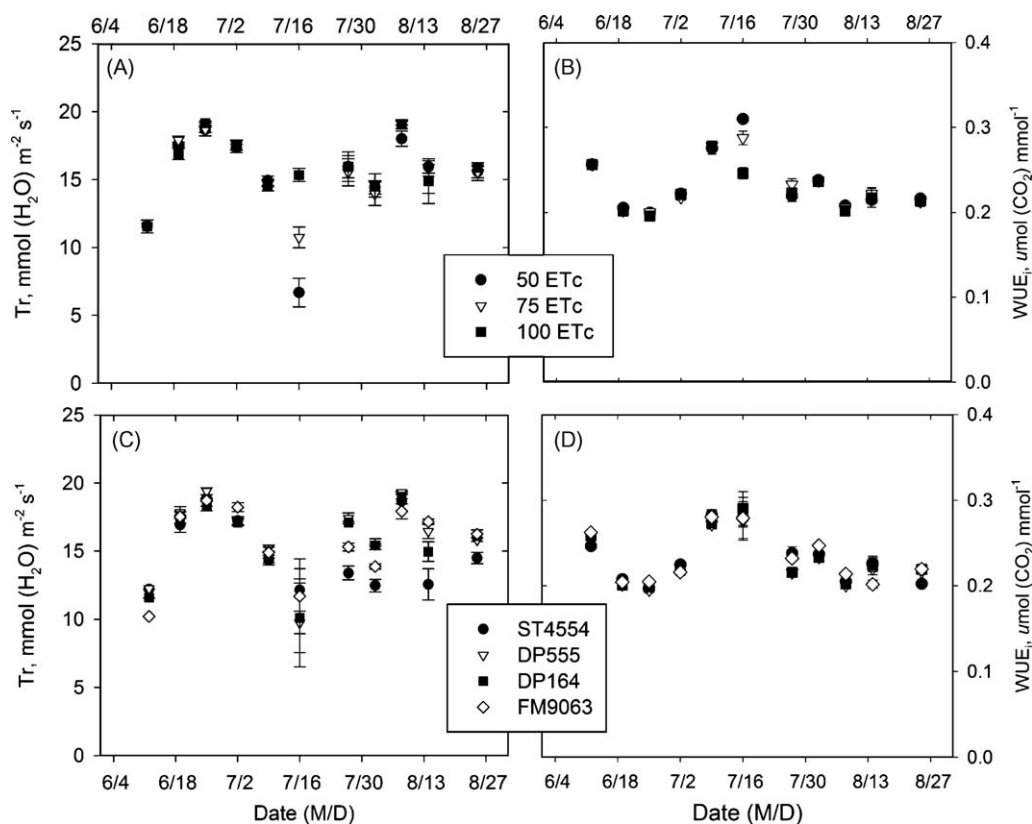 6/4 6/18 7/2 7/16 7/30 8/13 8/27
6/4 6/18 7/2 7/16 7/30 8/13 8/27
25
20
15
10
5
0
Tr, mmol (H₂O) m⁻² s⁻¹
(A)
(B)
0.4
0.3
0.2
0.1
0.0
WUEᵢ, umol (CO₂) mmol⁻¹
50 ETc
75 ETc
100 ETc
25
20
15
10
5
0
Tr, mmol (H₂O) m⁻² s⁻¹
(C)
(D)
0.4
0.3
0.2
0.1
0.0
WUEᵢ, umol (CO₂) mmol⁻¹
ST4554
DP555
DP164
FM9063
6/4 6/18 7/2 7/16 7/30 8/13 8/27
6/4 6/18 7/2 7/16 7/30 8/13 8/27
Date (M/D)
Date (M/D)